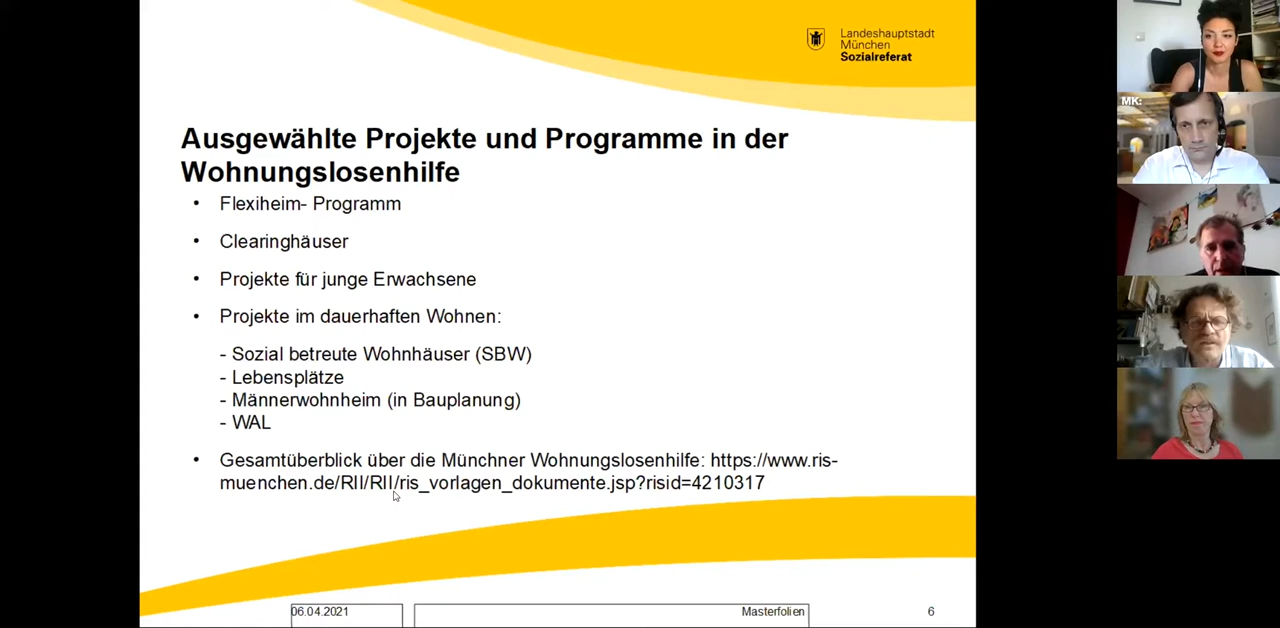 Landeshauptstadt
München
Sozialreferat
MK:
Ausgewählte Projekte und Programme in der
Wohnungslosenhilfe
• Flexiheim- Programm
• Clearinghäuser
• Projekte für junge Erwachsene
• Projekte im dauerhaften Wohnen:
- Sozial betreute Wohnhäuser (SBW)
- Lebensplätze
- Männerwohnheim (in Bauplanung)
- WAL
• Gesamtüberblick über die Münchner Wohnungslosenhilfe: https://www.ris-
muenchen.de/RII/RII/ris_vorlagen_dokumente.jsp?risid=4210317
06.04.2021
Masterfolien
6